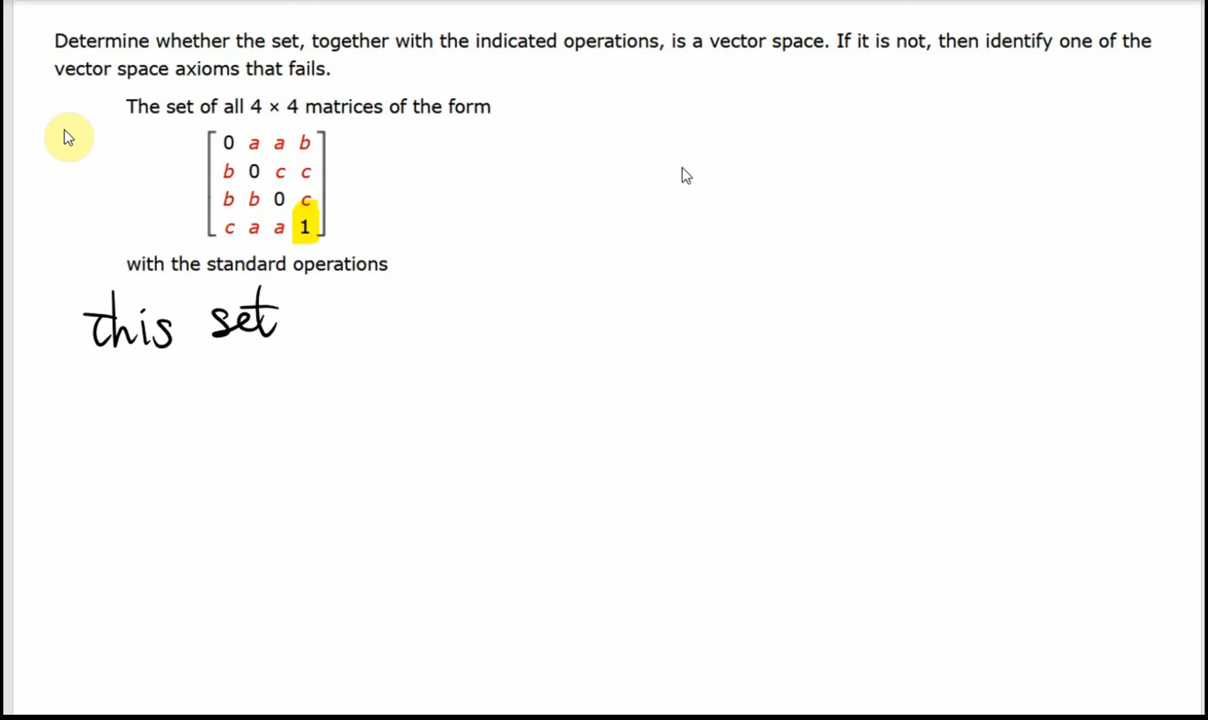 Determine whether the set, together with the indicated operations, is a vector space. If it is not, then identify one of the
vector space axioms that fails.
The set of all 4 × 4 matrices of the form
0 a a b
b 0 c c
b b 0 c
c a a 1
with the standard operations
this set